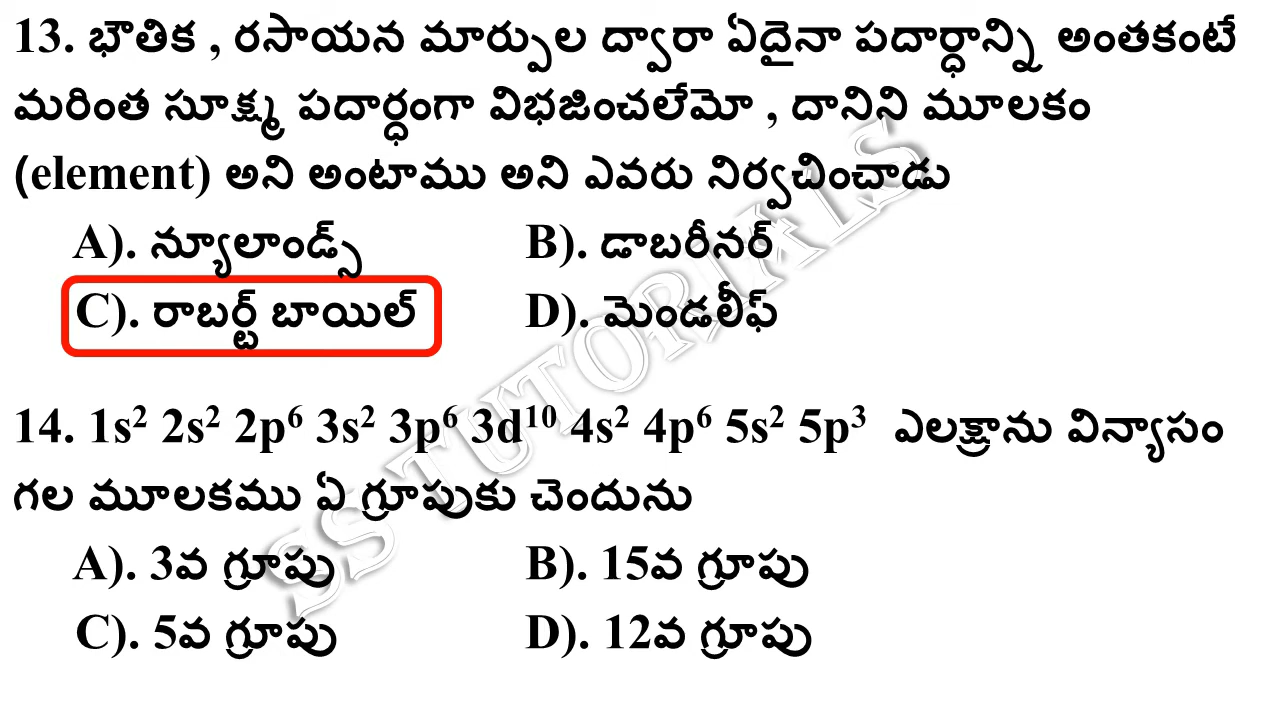 13. భౌతిక , రసాయన మార్పుల ద్వారా ఏదైనా పదార్ధాన్ని అంతకంటే
మరింత సూక్ష్మ పదార్ధంగా విభజించలేమో , దానిని మూలకం
(element) అని అంటాము అని ఎవరు నిర్వచించాడు
A). న్యూలాండ్స్ B). డాబరీనర్
C). రాబర్ట్ బాయిల్ D). మెండలీఫ్
14. 1s² 2s² 2p⁶ 3s² 3p⁶ 3d¹⁰ 4s² 4p⁶ 5s² 5p³ ఎలక్ట్రాను విన్యాసం
గల మూలకము ఏ గ్రూపుకు చెందును
A). 3వ గ్రూపు B). 15వ గ్రూపు
C). 5వ గ్రూపు D). 12వ గ్రూపు
SS TUTORIALS